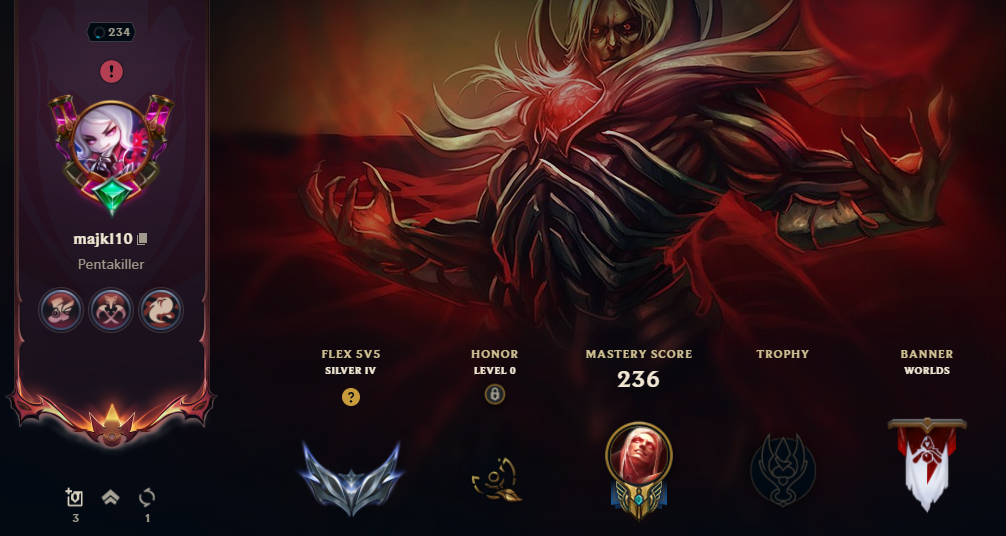 234
majkl10
Pentakiller
FLEX 5V5
SILVER IV
?
HONOR
LEVEL 0
MASTERY SCORE
236
TROPHY
BANNER
WORLDS
3
1